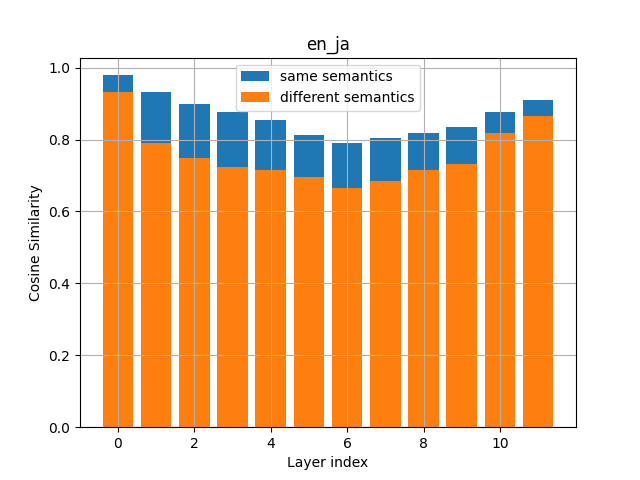 en_ja
same semantics
different semantics
1.0
0.8
0.6
0.4
0.2
0.0
Cosine Similarity
0 2 4 6 8 10
Layer index